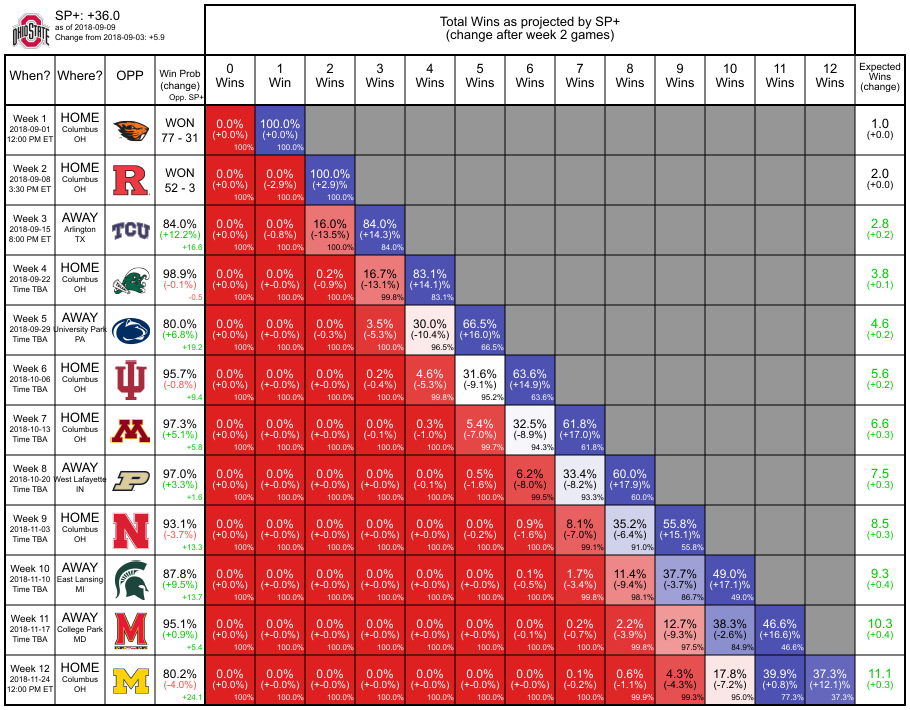 OHIO STATE
SP+: +36.0
as of 2018-09-09
Change from 2018-09-03: +5.9
Total Wins as projected by SP+
(change after week 2 games)
When? Where? OPP Win Prob (change) Opp. SP+
0 Wins 1 Win 2 Wins 3 Wins 4 Wins 5 Wins 6 Wins 7 Wins 8 Wins 9 Wins 10 Wins 11 Wins 12 Wins Expected Wins (change)
Week 1 HOME WON 0.0% 100.0% 1.0
2018-09-01 Columbus 77 - 31 (+0.0%) (+0.0%) (+0.0)
12:00 PM ET OH 100% 100.0%
Week 2 HOME R WON 0.0% 0.0% 100.0% 2.0
2018-09-08 Columbus 52 - 3 (+0.0%) (-2.9%) (+2.9)% (+0.0)
3:30 PM ET OH 100% 100.0% 100.0%
Week 3 AWAY TCU 84.0% 0.0% 0.0% 16.0% 84.0% 2.8
2018-09-15 Arlington (+12.2%) (+0.0%) (-0.8%) (-13.5%) (+14.3)% (+0.2)
8:00 PM ET TX +16.6 100% 100.0% 100.0% 84.0%
Week 4 HOME 98.9% 0.0% 0.0% 0.2% 16.7% 83.1% 3.8
2018-09-22 Columbus (-0.1%) (+0.0%) (+-0.0%) (-0.9%) (-13.1%) (+14.1)% (+0.1)
Time TBA OH -0.5 100% 100.0% 100.0% 99.8% 83.1%
Week 5 AWAY 80.0% 0.0% 0.0% 0.0% 3.5% 30.0% 66.5% 4.6
2018-09-29 University Park (+6.8%) (+0.0%) (+-0.0%) (-0.3%) (-5.3%) (-10.4%) (+16.0)% (+0.2)
Time TBA PA +19.2 100% 100.0% 100.0% 100.0% 96.5% 66.5%
Week 6 HOME 95.7% 0.0% 0.0% 0.0% 0.2% 4.6% 31.6% 63.6% 5.6
2018-10-06 Columbus (-0.8%) (+0.0%) (+-0.0%) (+-0.0%) (-0.4%) (-5.3%) (-9.1%) (+14.9)% (+0.2)
Time TBA OH +9.4 100% 100.0% 100.0% 100.0% 99.8% 95.2% 63.6%
Week 7 HOME M 97.3% 0.0% 0.0% 0.0% 0.0% 0.3% 5.4% 32.5% 61.8% 6.6
2018-10-13 Columbus (+5.1%) (+0.0%) (+-0.0%) (+-0.0%) (-0.1%) (-1.0%) (-7.0%) (-8.9%) (+17.0)% (+0.3)
Time TBA OH +5.8 100% 100.0% 100.0% 100.0% 100.0% 99.7% 94.3% 61.8%
Week 8 AWAY P 97.0% 0.0% 0.0% 0.0% 0.0% 0.0% 0.5% 6.2% 33.4% 60.0% 7.5
2018-10-20 West Lafayette (+3.3%) (+0.0%) (+-0.0%) (+-0.0%) (+-0.0%) (-0.1%) (-1.6%) (-8.0%) (-8.2%) (+17.9)% (+0.3)
Time TBA IN +1.6 100% 100.0% 100.0% 100.0% 100.0% 100.0% 99.5% 93.3% 60.0%
Week 9 HOME N 93.1% 0.0% 0.0% 0.0% 0.0% 0.0% 0.0% 0.9% 8.1% 35.2% 55.8% 8.5
2018-11-03 Columbus (-3.7%) (+0.0%) (+-0.0%) (+-0.0%) (+-0.0%) (+-0.0%) (-0.2%) (-1.6%) (-7.0%) (-6.4%) (+15.1)% (+0.3)
Time TBA OH +13.3 100% 100.0% 100.0% 100.0% 100.0% 100.0% 100.0% 99.1% 91.0% 55.8%
Week 10 AWAY 87.8% 0.0% 0.0% 0.0% 0.0% 0.0% 0.0% 0.1% 1.7% 11.4% 37.7% 49.0% 9.3
2018-11-10 East Lansing (+9.5%) (+0.0%) (+-0.0%) (+-0.0%) (+-0.0%) (+-0.0%) (+-0.0%) (-0.5%) (-3.4%) (-9.4%) (-3.7%) (+17.1)% (+0.4)
Time TBA MI +13.7 100% 100.0% 100.0% 100.0% 100.0% 100.0% 100.0% 99.8% 98.1% 86.7% 49.0%
Week 11 AWAY M 95.1% 0.0% 0.0% 0.0% 0.0% 0.0% 0.0% 0.0% 0.2% 2.2% 12.7% 38.3% 46.6% 10.3
2018-11-17 College Park (+0.9%) (+0.0%) (+-0.0%) (+-0.0%) (+-0.0%) (+-0.0%) (+-0.0%) (-0.1%) (-0.7%) (-3.9%) (-9.3%) (-2.6%) (+16.6)% (+0.4)
Time TBA MD +5.4 100% 100.0% 100.0% 100.0% 100.0% 100.0% 100.0% 100.0% 99.8% 97.5% 84.9% 46.6%
Week 12 HOME M 80.2% 0.0% 0.0% 0.0% 0.0% 0.0% 0.0% 0.0% 0.1% 0.6% 4.3% 17.8% 39.9% 37.3% 11.1
2018-11-24 Columbus (-4.0%) (+0.0%) (+-0.0%) (+-0.0%) (+-0.0%) (+-0.0%) (+-0.0%) (+-0.0%) (-0.2%) (-1.1%) (-4.3%) (-7.2%) (+0.8)% (+12.1)% (+0.3)
12:00 PM ET OH +24.1 100% 100.0% 100.0% 100.0% 100.0% 100.0% 100.0% 100.0% 99.9% 99.3% 95.0% 77.3% 37.3%